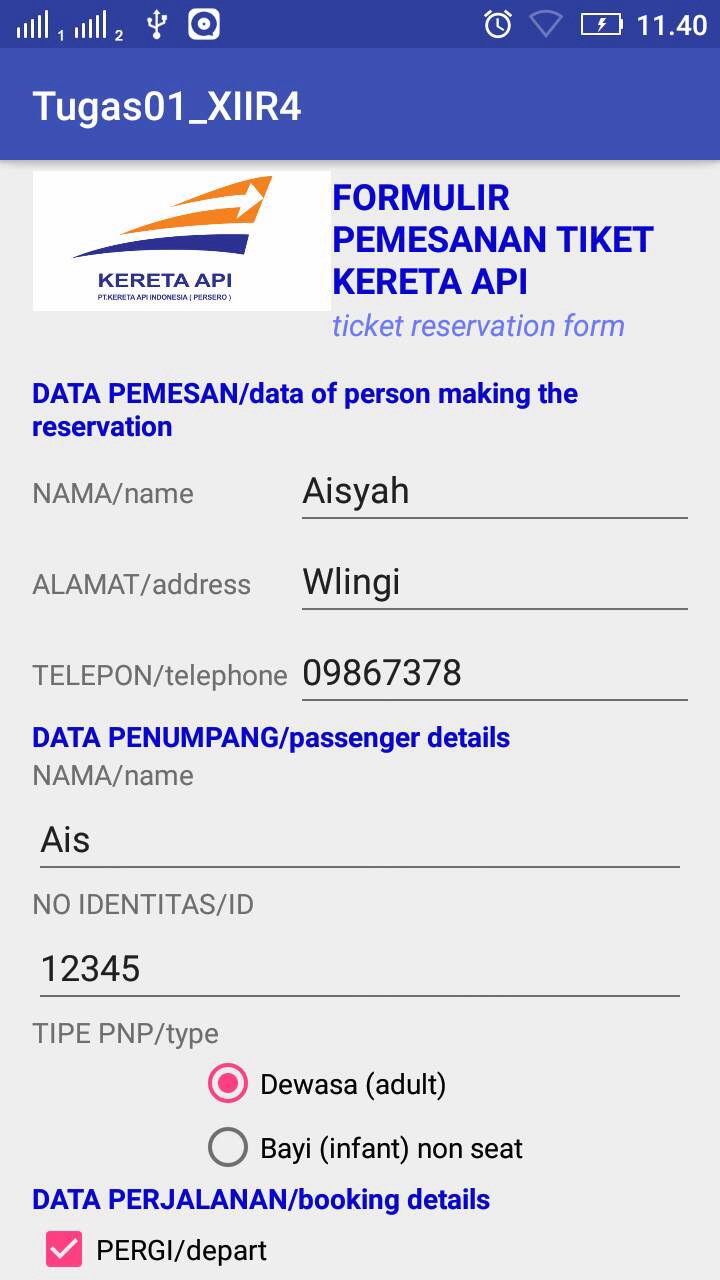 1 2 11.40
Tugas01_XIIR4
KERETA API
PT.KERETA API INDONESIA ( PERSERO )
FORMULIR
PEMESANAN TIKET
KERETA API
ticket reservation form
DATA PEMESAN/data of person making the
reservation
NAMA/name Aisyah
ALAMAT/address Wlingi
TELEPON/telephone 09867378
DATA PENUMPANG/passenger details
NAMA/name
Ais
NO IDENTITAS/ID
12345
TIPE PNP/type
Dewasa (adult)
Bayi (infant) non seat
DATA PERJALANAN/booking details
PERGI/depart